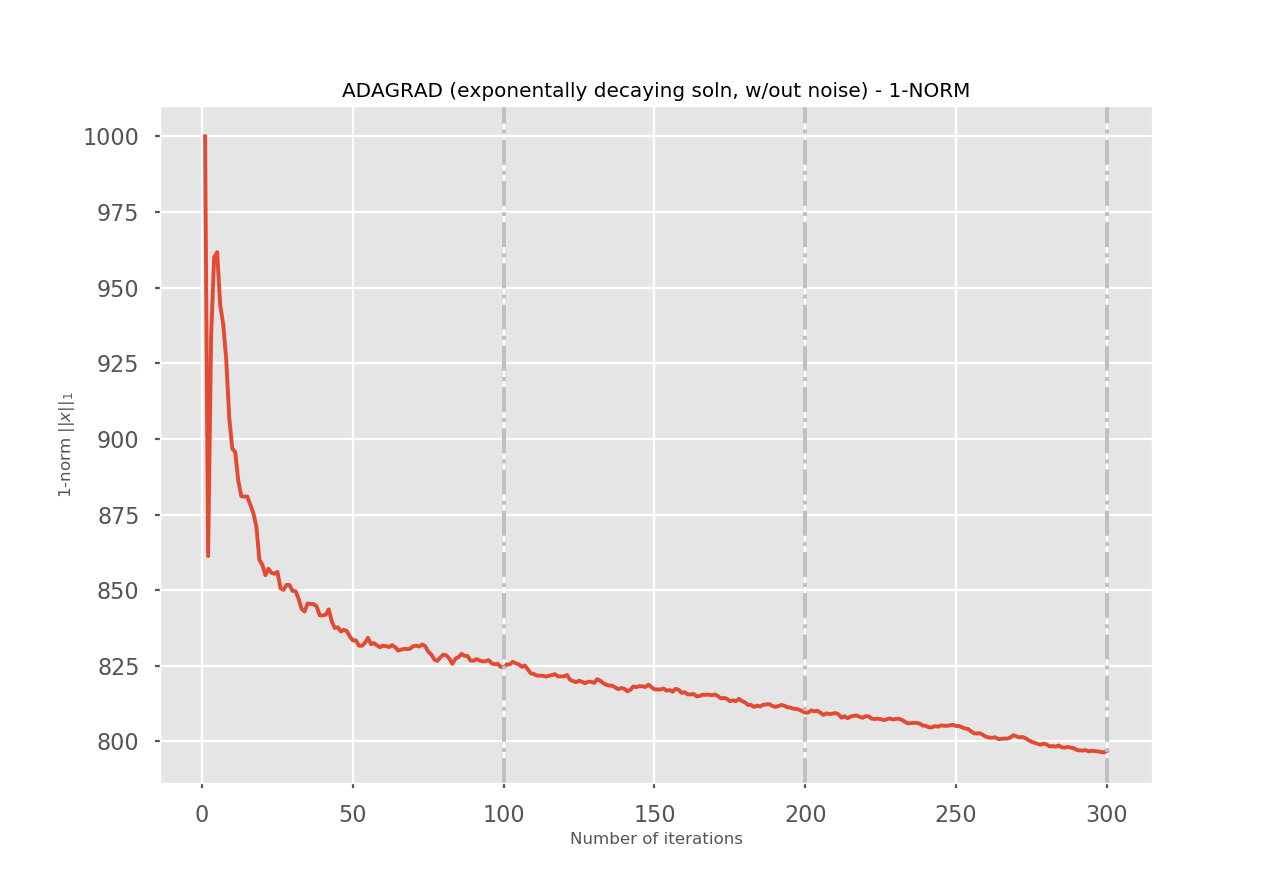 ADAGRAD (exponentially decaying soln, w/out noise) - 1-NORM
1000
975
950
925
900
875
850
825
800
1-norm ||x||₁
0 50 100 150 200 250 300
Number of iterations